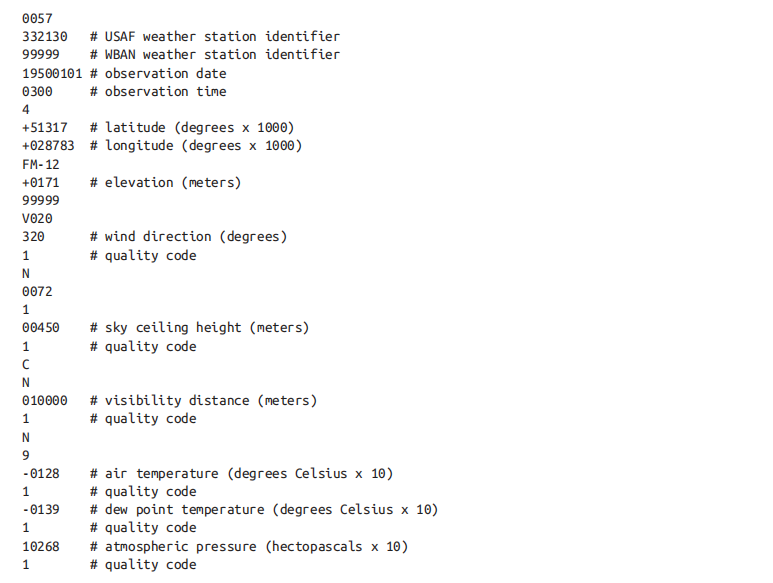 0057
332130   # USAF weather station identifier
99999    # WBAN weather station identifier
19500101 # observation date
0300     # observation time
4
+51317   # latitude (degrees x 1000)
+028783  # longitude (degrees x 1000)
FM-12
+0171    # elevation (meters)
99999
V020
320      # wind direction (degrees)
1        # quality code
N
0072
1
00450    # sky ceiling height (meters)
1        # quality code
C
N
010000   # visibility distance (meters)
1        # quality code
N
9
-0128    # air temperature (degrees Celsius x 10)
1        # quality code
-0139    # dew point temperature (degrees Celsius x 10)
1        # quality code
10268    # atmospheric pressure (hectopascals x 10)
1        # quality code